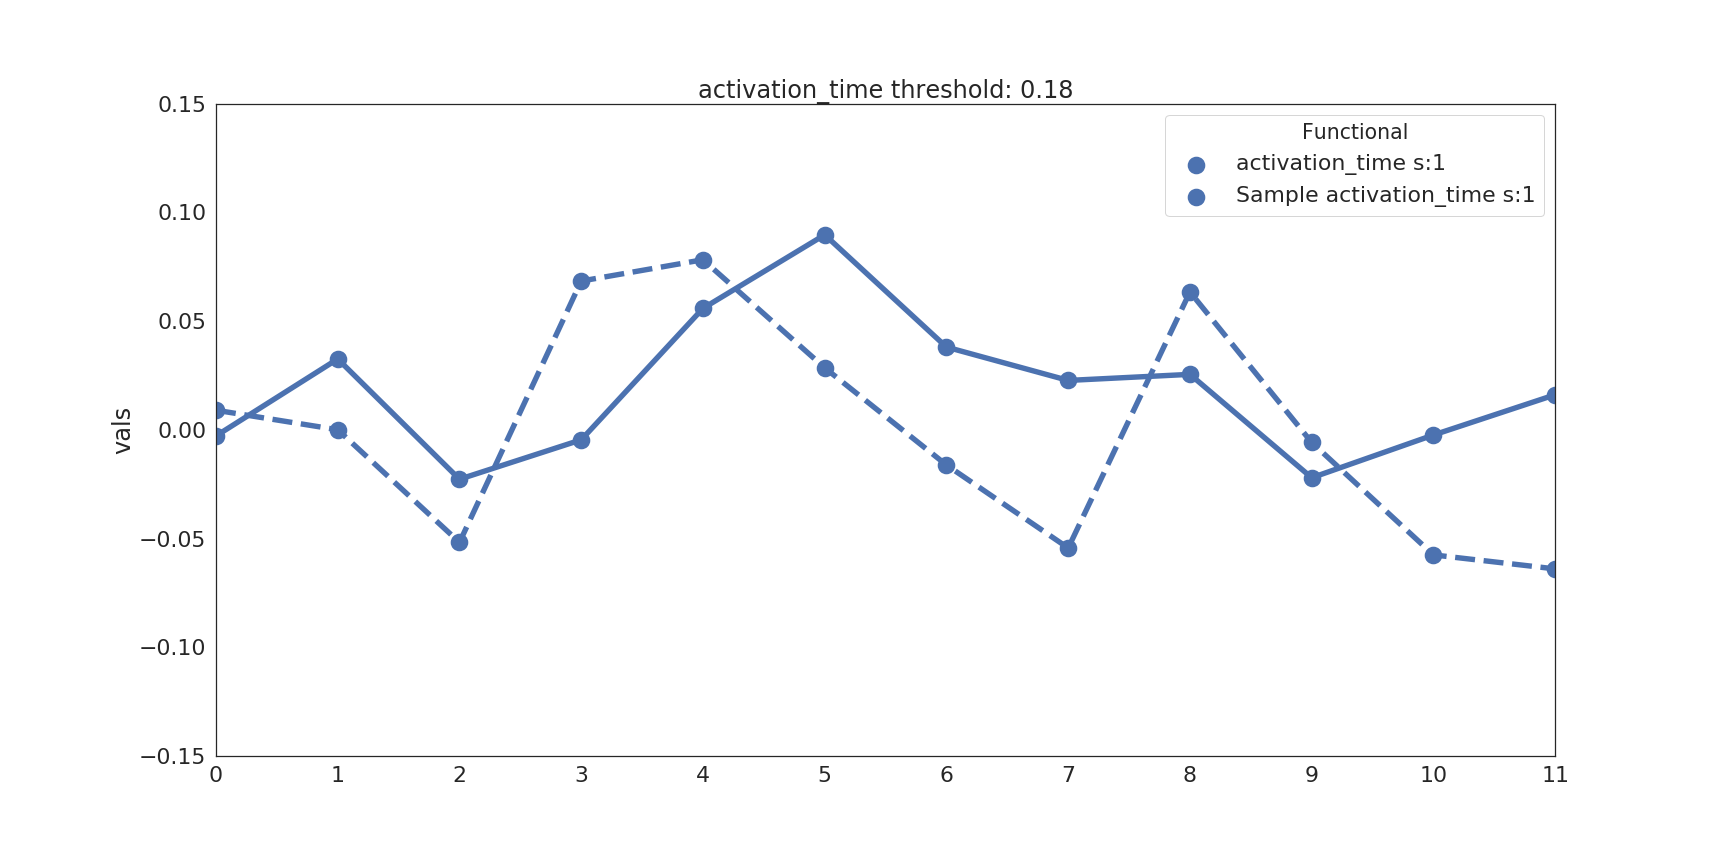 activation_time threshold: 0.18
Functional
activation_time s:1
Sample activation_time s:1
vals
0.15
0.10
0.05
0.00
−0.05
−0.10
−0.15
0 1 2 3 4 5 6 7 8 9 10 11